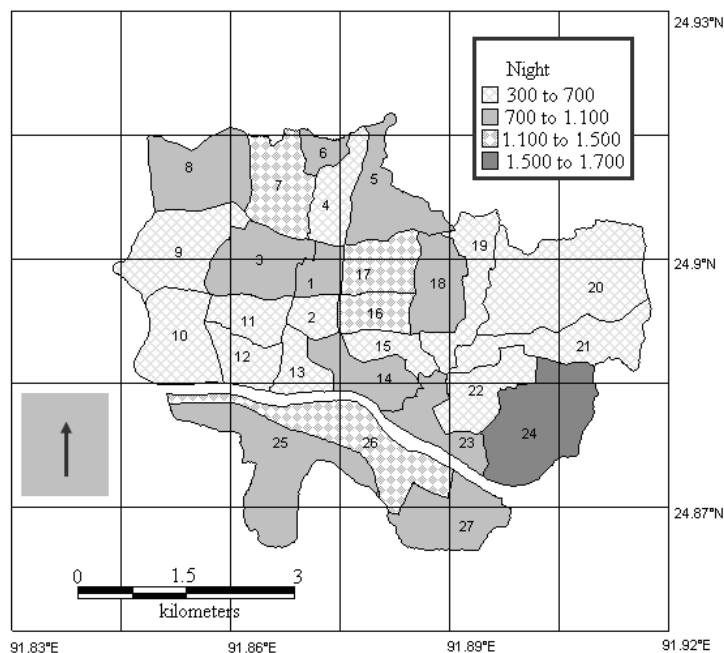 24.93°N
Night
300 to 700
700 to 1.100
1.100 to 1.500
1.500 to 1.700
6
8
7
5
4
19
9
3
17
24.9°N
1
18
20
16
11
2
15
21
10
12
13
14
22
24
25
26
23
24.87°N
27
0
1.5
3
kilometers
91.83°E
91.86°E
91.89°E
91.92°E